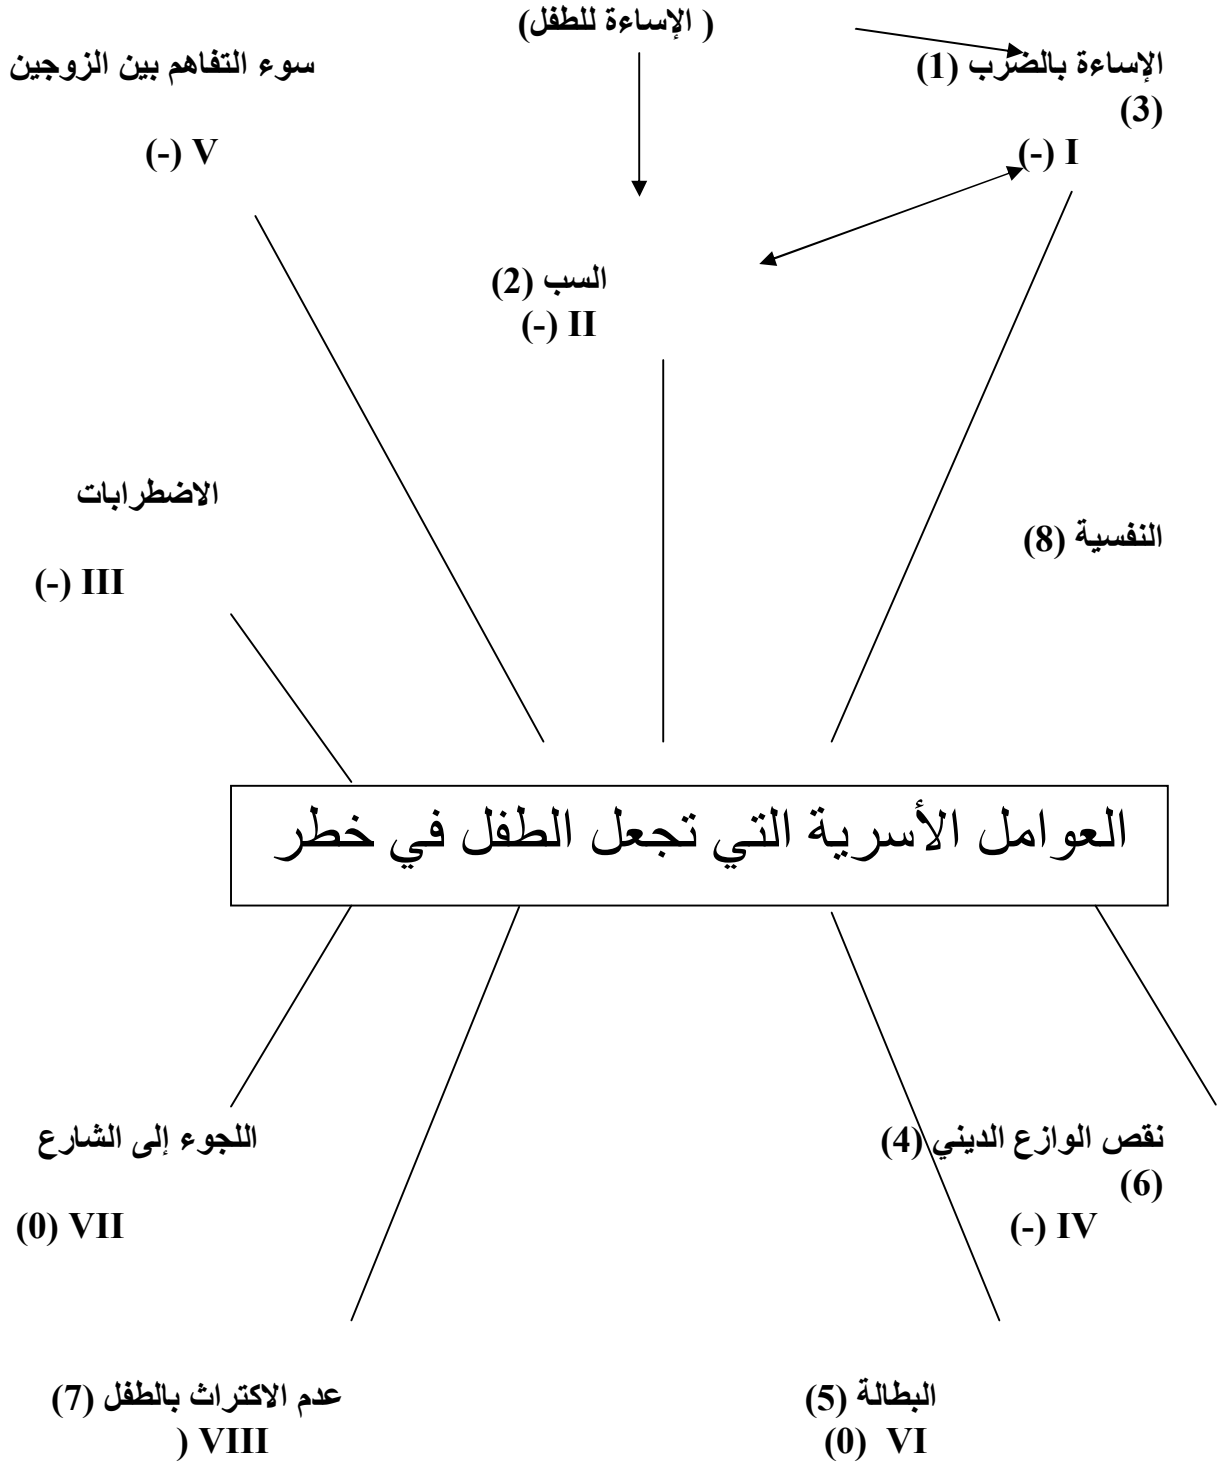 ( الإساءة للطفل)
الإساءة بالضرب (1) سوء التفاهم بين الزوجين
(3)
I (-) V (-)
السب (2)
II (-)
الاضطرابات
النفسية (8)
III (-)
العوامل الأسرية التي تجعل الطفل في خطر
نقص الوازع الديني (4) اللجوء إلى الشارع
(6)
IV (-) VII (0)
البطالة (5) عدم الاكتراث بالطفل (7)
VI (0) VIII (